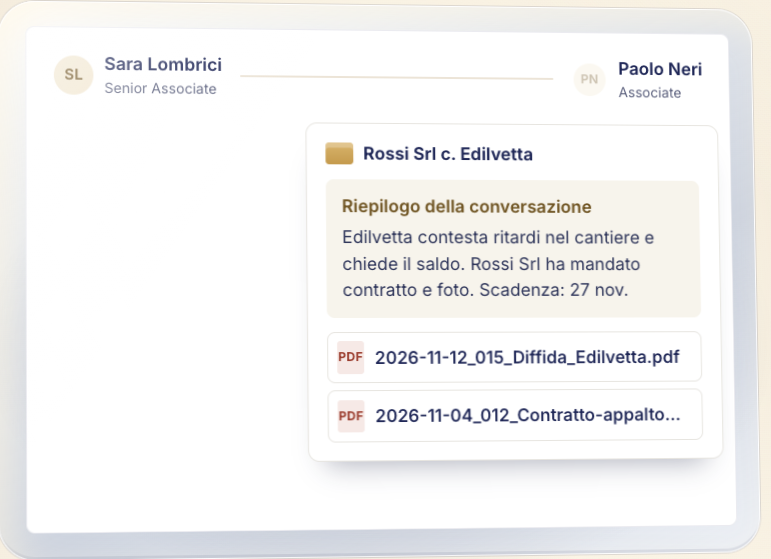 SL
Sara Lombrici
Senior Associate
PN
Paolo Neri
Associate
Rossi Srl c. Edilvetta
Riepilogo della conversazione
Edilvetta contesta ritardi nel cantiere e
chiede il saldo. Rossi Srl ha mandato
contratto e foto. Scadenza: 27 nov.
PDF 2026-11-12_015_Diffida_Edilvetta.pdf
PDF 2026-11-04_012_Contratto-appalto...